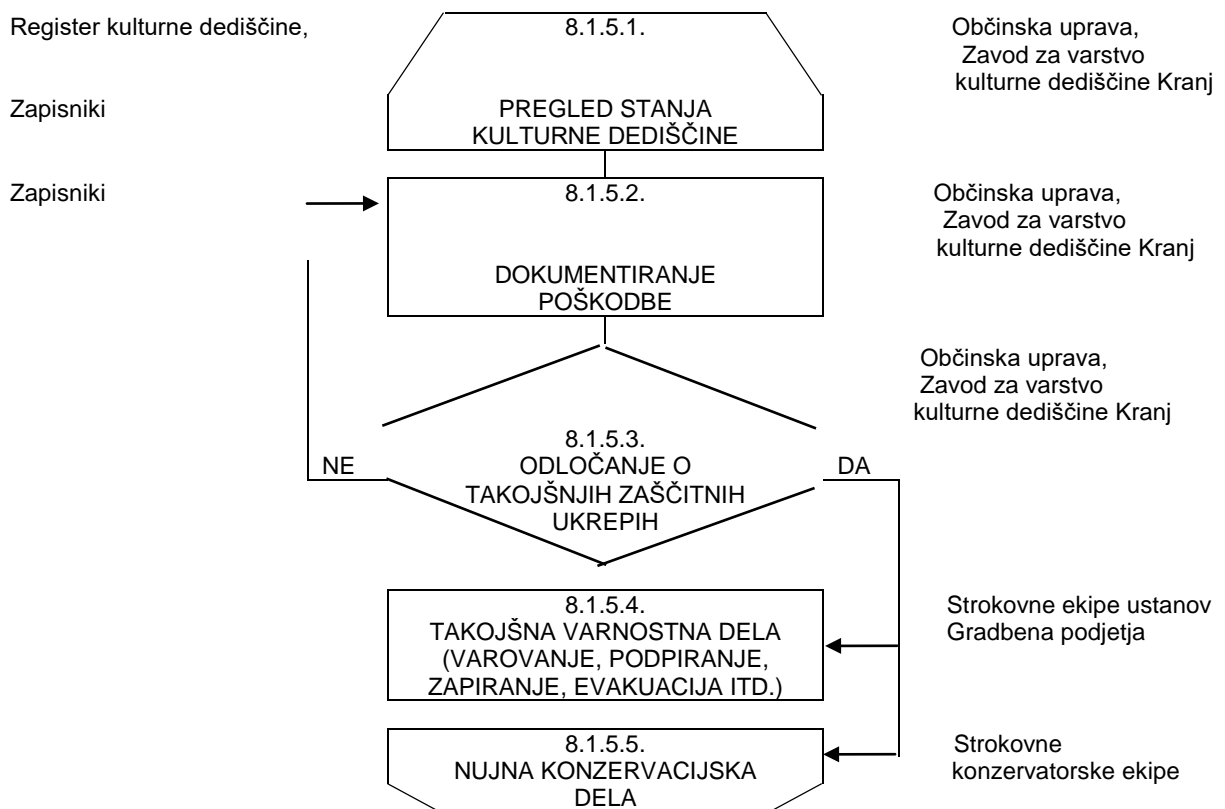 Register kulturne dediščine,
8.1.5.1.
Občinska uprava,
Zavod za varstvo
kulturne dediščine Kranj
Zapisniki
PREGLED STANJA
KULTURNE DEDIŠČINE
Zapisniki
8.1.5.2.
Občinska uprava,
Zavod za varstvo
kulturne dediščine Kranj
DOKUMENTIRANJE
POŠKODBE
Občinska uprava,
Zavod za varstvo
kulturne dediščine Kranj
8.1.5.3.
NE
ODLOČANJE O
DA
TAKOJŠNJIH ZAŠČITNIH
UKREPIH
8.1.5.4.
TAKOJŠNA VARNOSTNA DELA
(VAROVANJE, PODPIRANJE,
ZAPIRANJE, EVAKUACIJA ITD.)
Strokovne ekipe ustanov
Gradbena podjetja
8.1.5.5.
NUJNA KONZERVACIJSKA
DELA
Strokovne
konzervatorske ekipe